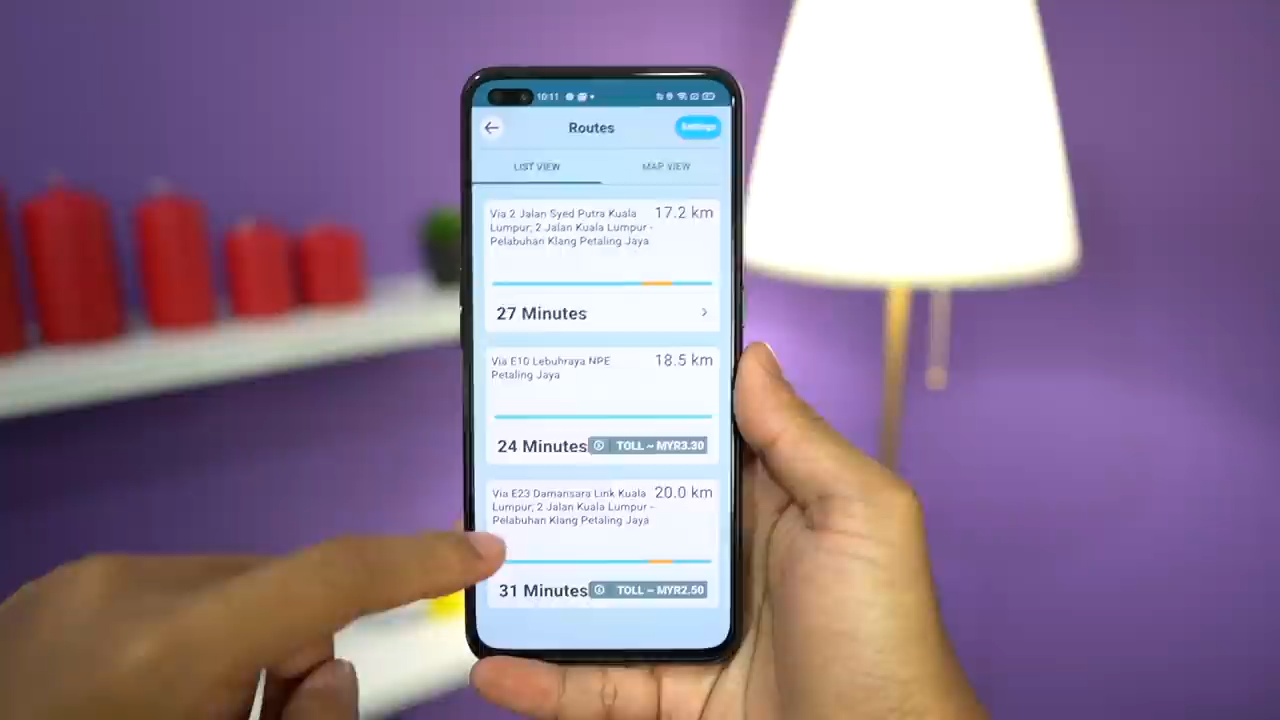 10:11
Routes
Settings
LIST VIEW MAP VIEW
Via 2 Jalan Syed Putra Kuala 17.2 km
Lumpur; 2 Jalan Kuala Lumpur -
Pelabuhan Klang Petaling Jaya
27 Minutes
Via E10 Lebuhraya NPE 18.5 km
Petaling Jaya
24 Minutes TOLL ~ MYR3.30
Via E23 Damansara Link Kuala 20.0 km
Lumpur; 2 Jalan Kuala Lumpur -
Pelabuhan Klang Petaling Jaya
31 Minutes TOLL ~ MYR2.50